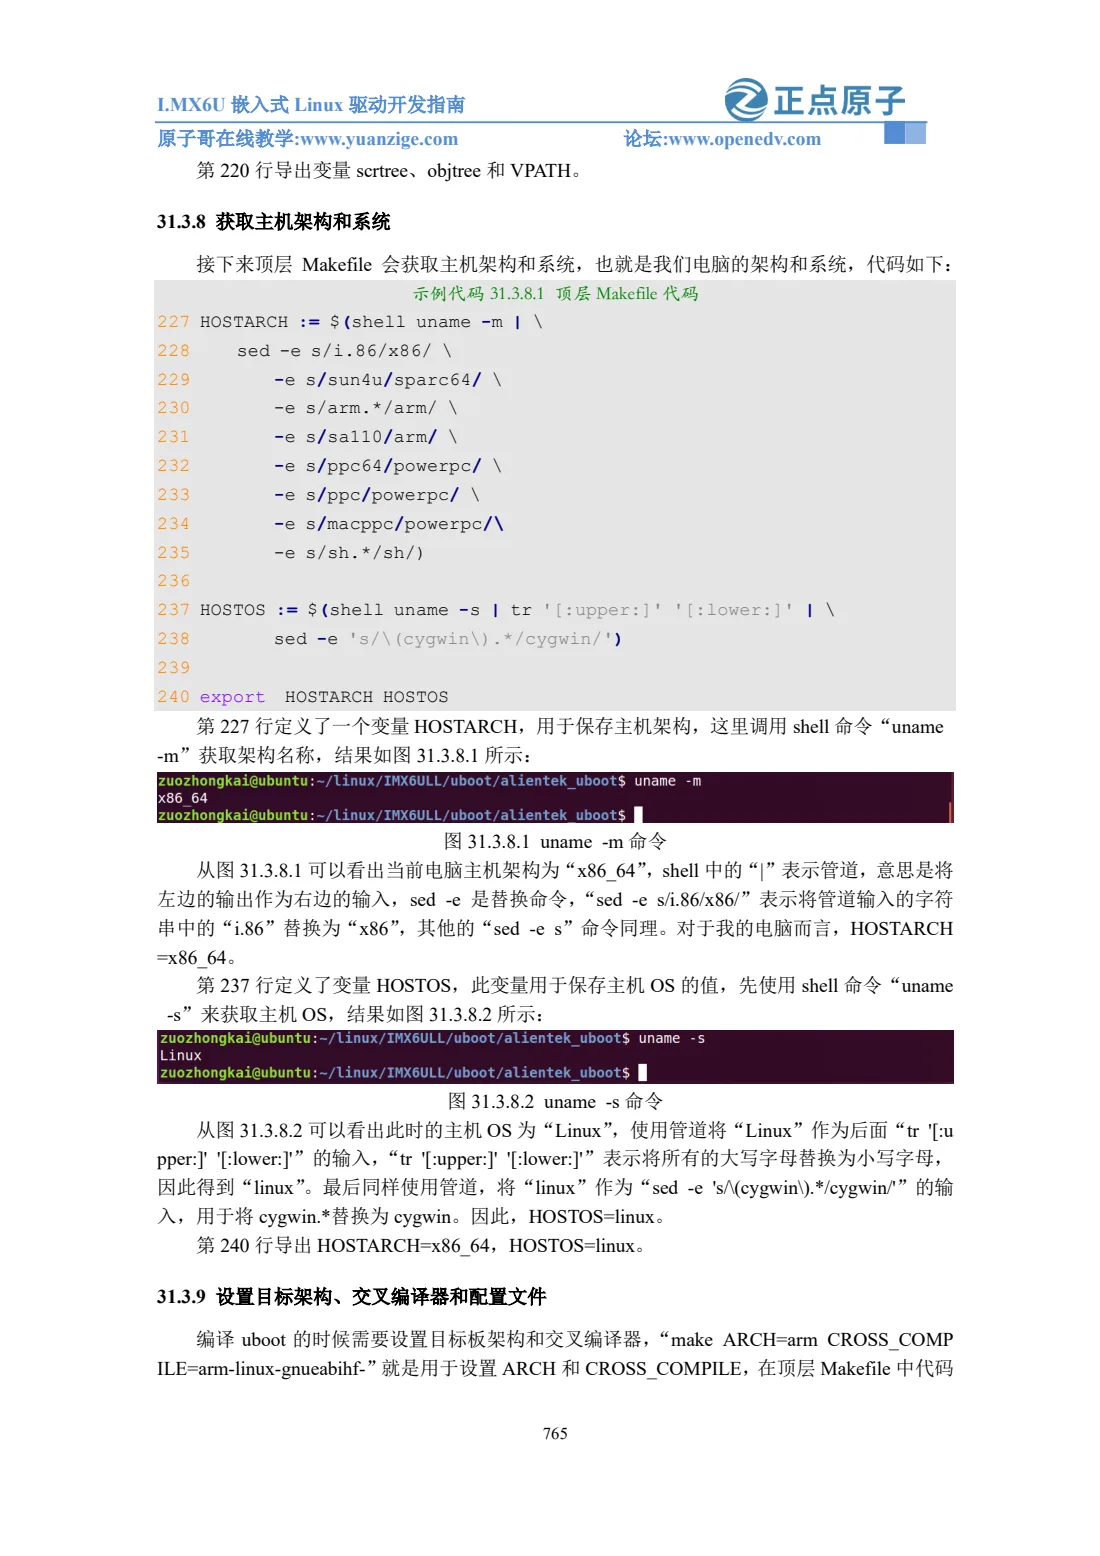 I.MX6U 嵌入式 Linux 驱动开发指南
正点原子
原子哥在线教学:www.yuanzige.com 论坛:www.openedv.com
第 220 行导出变量 scrtree、objtree 和 VPATH。
31.3.8 获取主机架构和系统
接下来顶层 Makefile 会获取主机架构和系统，也就是我们电脑的架构和系统，代码如下：
示例代码 31.3.8.1 顶层 Makefile 代码
227 HOSTARCH := $(shell uname -m | \
228 sed -e s/i.86/x86/ \
229 -e s/sun4u/sparc64/ \
230 -e s/arm.*/arm/ \
231 -e s/sa110/arm/ \
232 -e s/ppc64/powerpc/ \
233 -e s/ppc/powerpc/ \
234 -e s/macppc/powerpc/\
235 -e s/sh.*/sh/)
236
237 HOSTOS := $(shell uname -s | tr '[:upper:]' '[:lower:]' | \
238 sed -e 's/\(cygwin\).*/cygwin/')
239
240 export HOSTARCH HOSTOS
第 227 行定义了一个变量 HOSTARCH，用于保存主机架构，这里调用 shell 命令“uname
-m”获取架构名称，结果如图 31.3.8.1 所示：
zuozhongkai@ubuntu:~/linux/IMX6ULL/uboot/alientek_uboot$ uname -m
x86_64
zuozhongkai@ubuntu:~/linux/IMX6ULL/uboot/alientek_uboot$
图 31.3.8.1 uname -m 命令
从图 31.3.8.1 可以看出当前电脑主机架构为“x86_64”，shell 中的“|”表示管道，意思是将
左边的输出作为右边的输入，sed -e 是替换命令，“sed -e s/i.86/x86/”表示将管道输入的字符
串中的“i.86”替换为“x86”，其他的“sed -e s”命令同理。对于我的电脑而言，HOSTARCH
=x86_64。
第 237 行定义了变量 HOSTOS，此变量用于保存主机 OS 的值，先使用 shell 命令“uname
-s”来获取主机 OS，结果如图 31.3.8.2 所示：
zuozhongkai@ubuntu:~/linux/IMX6ULL/uboot/alientek_uboot$ uname -s
Linux
zuozhongkai@ubuntu:~/linux/IMX6ULL/uboot/alientek_uboot$
图 31.3.8.2 uname -s 命令
从图 31.3.8.2 可以看出此时的主机 OS 为“Linux”，使用管道将“Linux”作为后面“tr '[:u
pper:]' '[:lower:]'”的输入，“tr '[:upper:]' '[:lower:]'”表示将所有的大写字母替换为小写字母，
因此得到“linux”。最后同样使用管道，将“linux”作为“sed -e 's/\(cygwin\).*/cygwin/'”的输
入，用于将 cygwin.*替换为 cygwin。因此，HOSTOS=linux。
第 240 行导出 HOSTARCH=x86_64，HOSTOS=linux。
31.3.9 设置目标架构、交叉编译器和配置文件
编译 uboot 的时候需要设置目标板架构和交叉编译器，“make ARCH=arm CROSS_COMP
ILE=arm-linux-gnueabihf-”就是用于设置 ARCH 和 CROSS_COMPILE，在顶层 Makefile 中代码
765